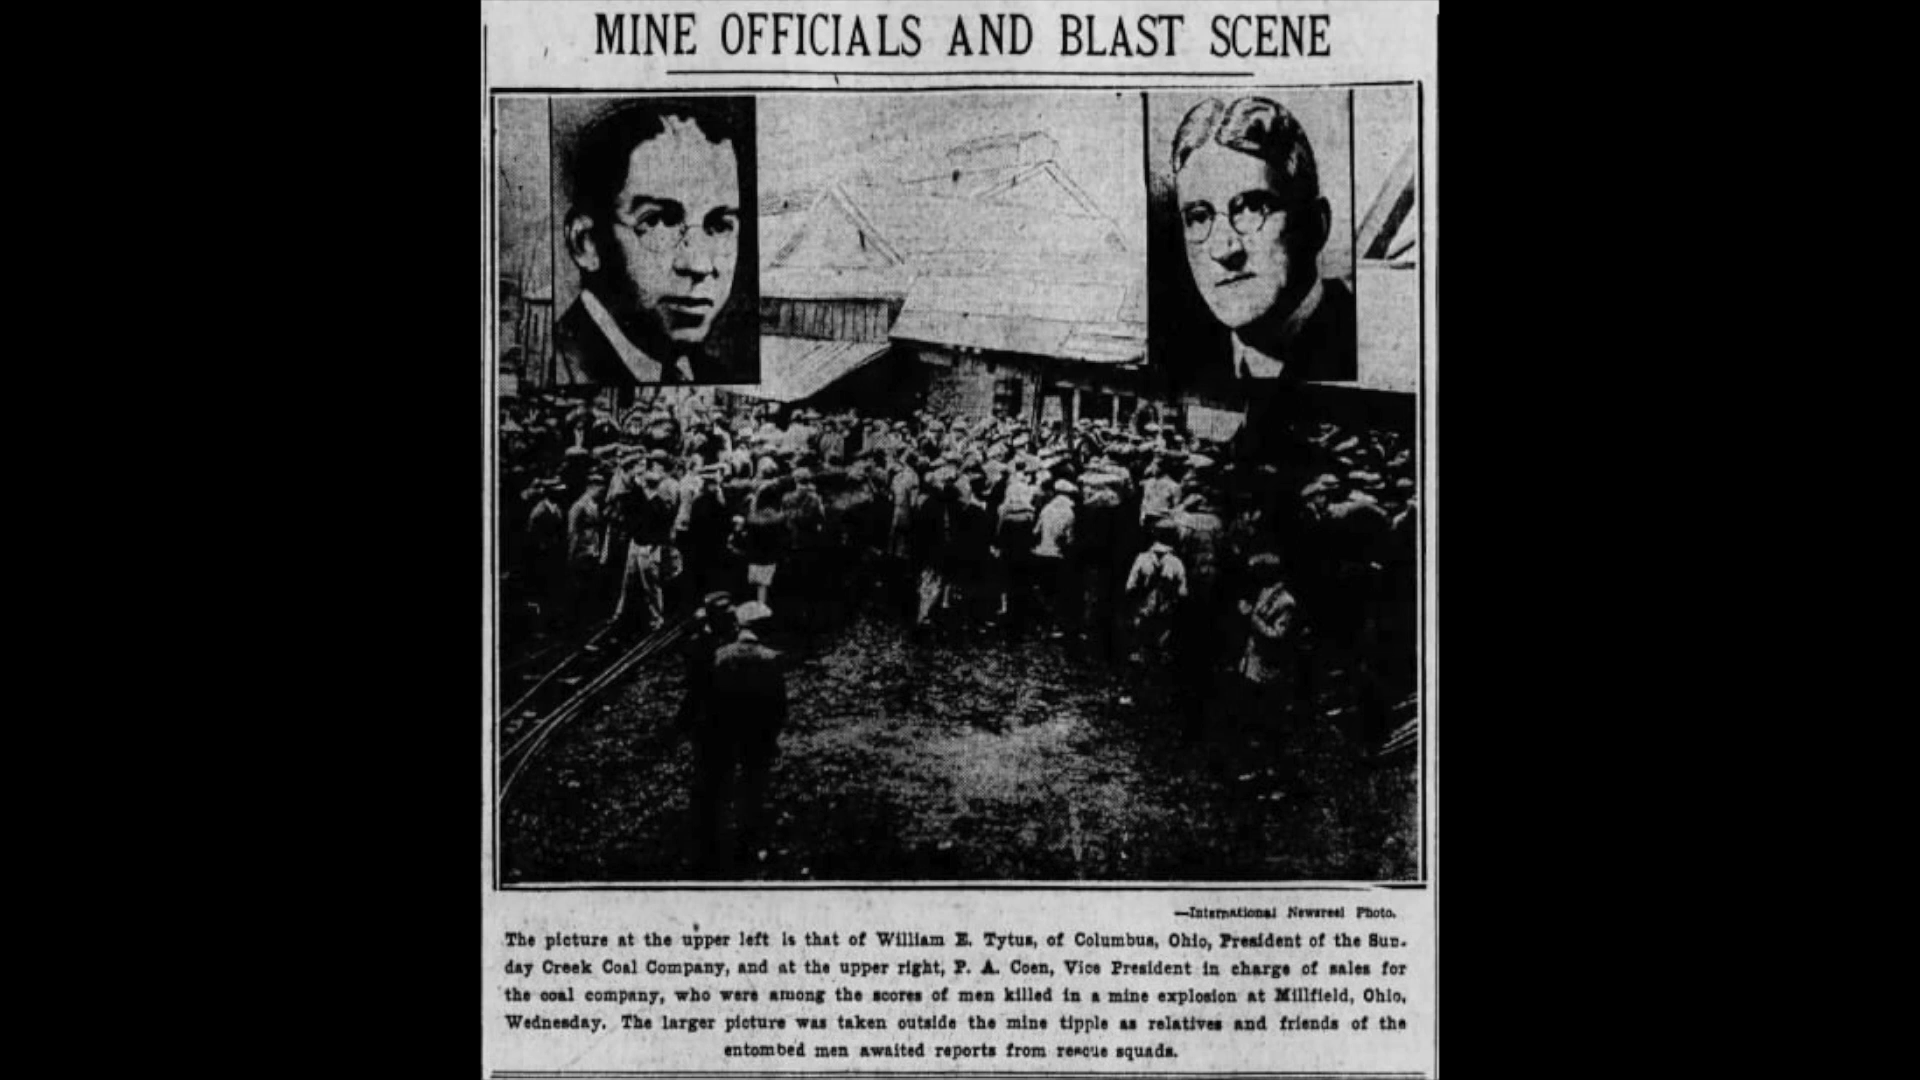 MINE OFFICIALS AND BLAST SCENE
—International Newsreel Photo.
The picture at the upper left is that of William E. Tytus, of Columbus, Ohio, President of the Sun-
day Creek Coal Company, and at the upper right, P. A. Coen, Vice President in charge of sales for
the coal company, who were among the scores of men killed in a mine explosion at Millfield, Ohio,
Wednesday. The larger picture was taken outside the mine tipple as relatives and friends of the
entombed men awaited reports from rescue squads.